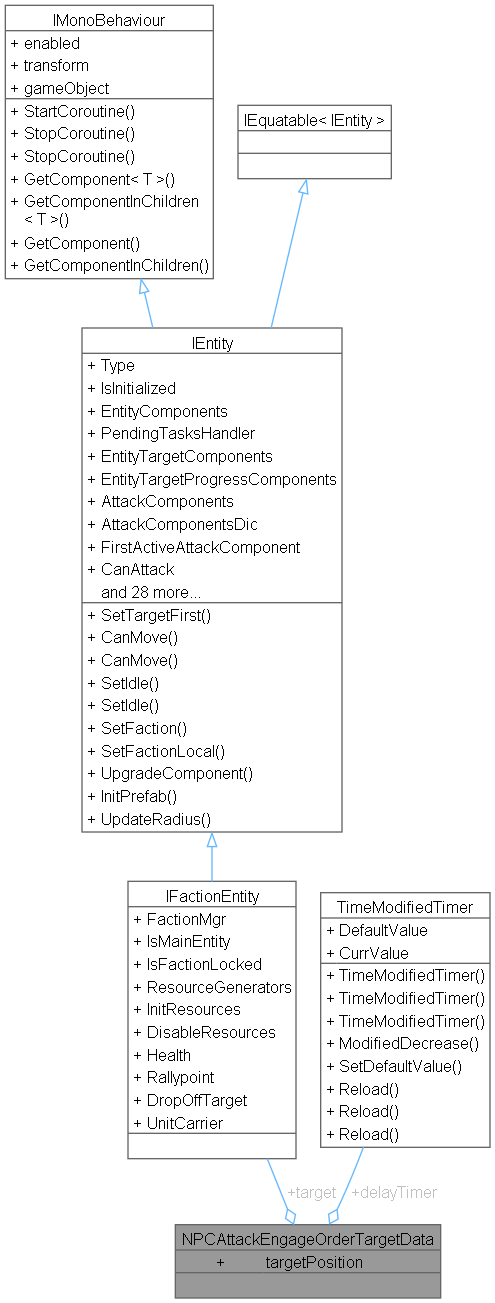 IMonoBehaviour
+ enabled
+ transform
+ gameObject
+ StartCoroutine()
+ StopCoroutine()
+ StopCoroutine()
+ GetComponent< T >()
+ GetComponentInChildren
< T >()
+ GetComponent()
+ GetComponentInChildren()
IEquatable< IEntity >
IEntity
+ Type
+ IsInitialized
+ EntityComponents
+ PendingTasksHandler
+ EntityTargetComponents
+ EntityTargetProgressComponents
+ AttackComponents
+ AttackComponentsDic
+ FirstActiveAttackComponent
+ CanAttack
and 28 more...
+ SetTargetFirst()
+ CanMove()
+ CanMove()
+ SetIdle()
+ SetIdle()
+ SetFaction()
+ SetFactionLocal()
+ UpgradeComponent()
+ InitPrefab()
+ UpdateRadius()
IFactionEntity
+ FactionMgr
+ IsMainEntity
+ IsFactionLocked
+ ResourceGenerators
+ InitResources
+ DisableResources
+ Health
+ Rallypoint
+ DropOffTarget
+ UnitCarrier
TimeModifiedTimer
+ DefaultValue
+ CurrValue
+ TimeModifiedTimer()
+ TimeModifiedTimer()
+ TimeModifiedTimer()
+ ModifiedDecrease()
+ SetDefaultValue()
+ Reload()
+ Reload()
+ Reload()
+target
+delayTimer
NPCAttackEngageOrderTargetData
+ targetPosition